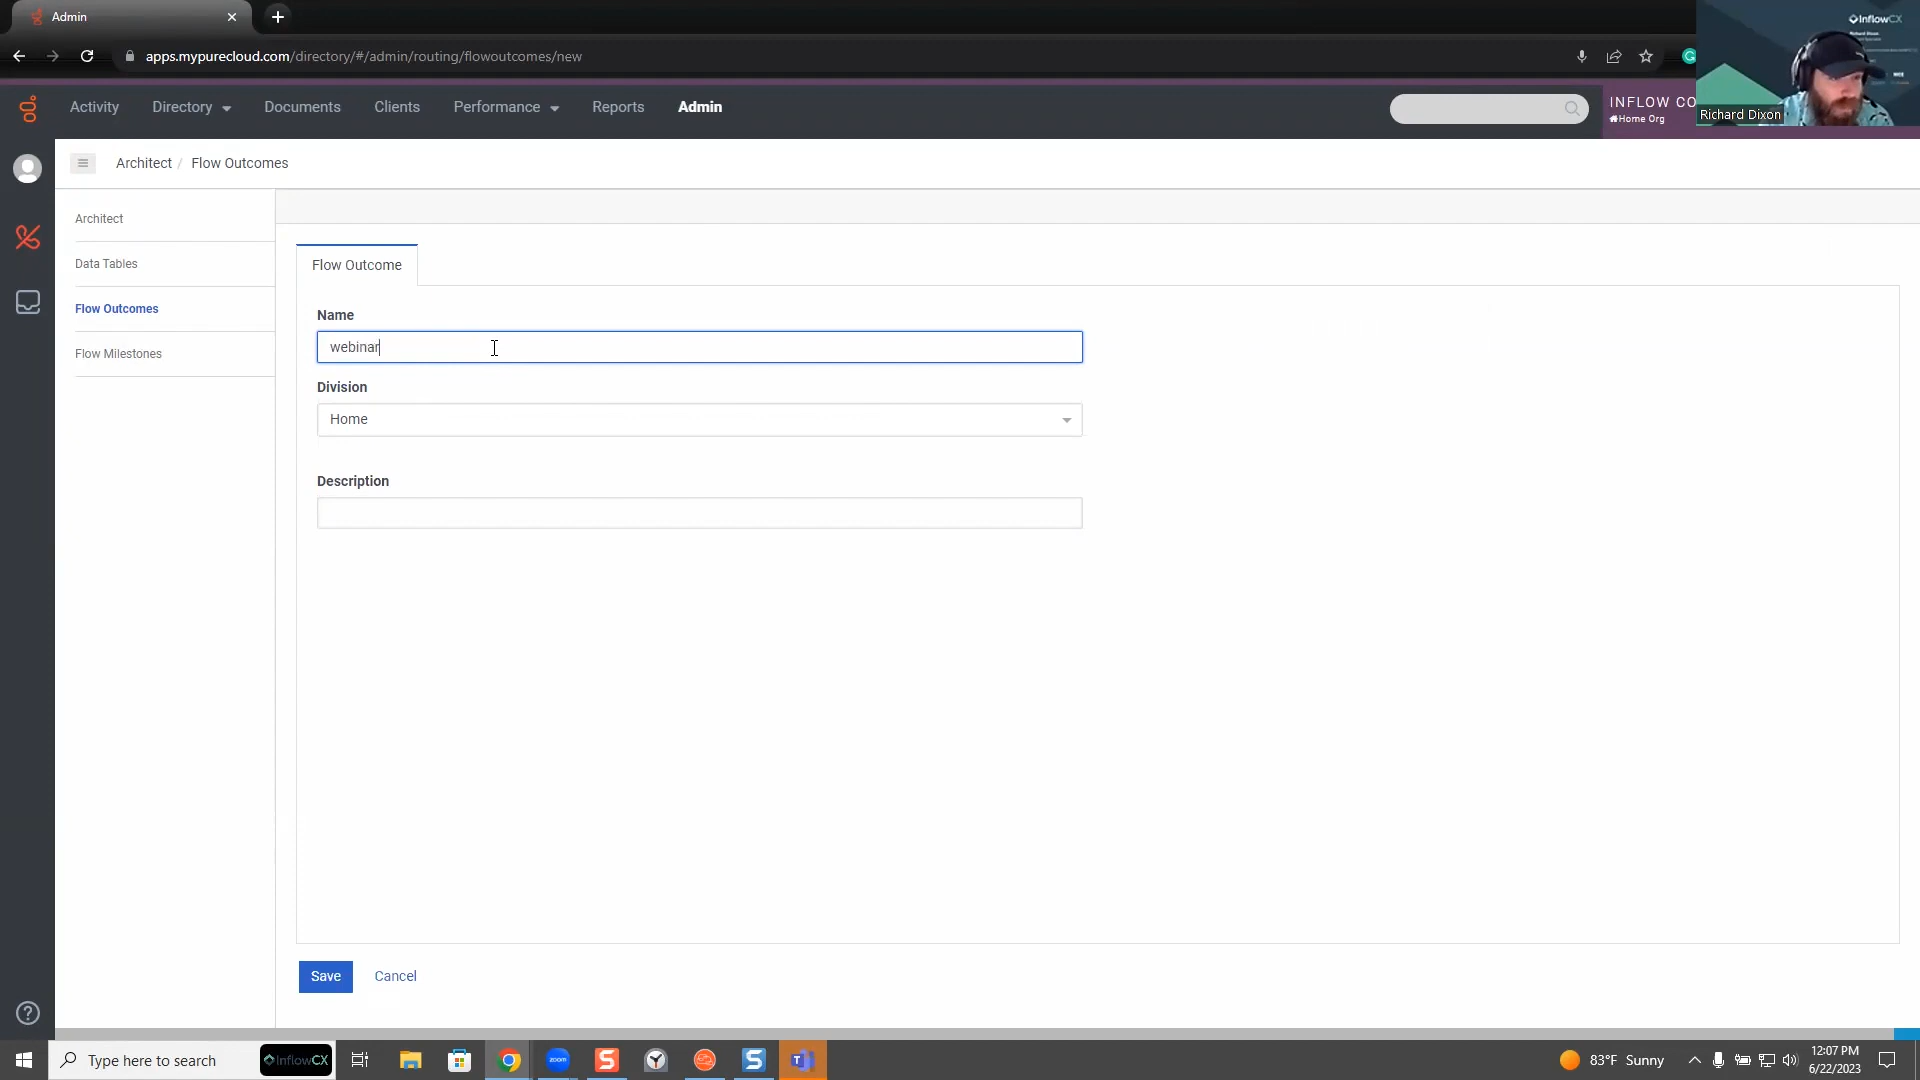 Admin
apps.mypurecloud.com/directory/#/admin/routing/flowoutcomes/new
InflowCX
Richard Dixon
Activity Directory Documents Clients Performance Reports Admin
INFLOW CO
Home Org
Architect / Flow Outcomes
Architect
Data Tables
Flow Outcomes
Flow Milestones
Flow Outcome
Name
webinar
Division
Home
Description
Save Cancel
Type here to search
InflowCX
zoom
83°F Sunny
12:07 PM
6/22/2023